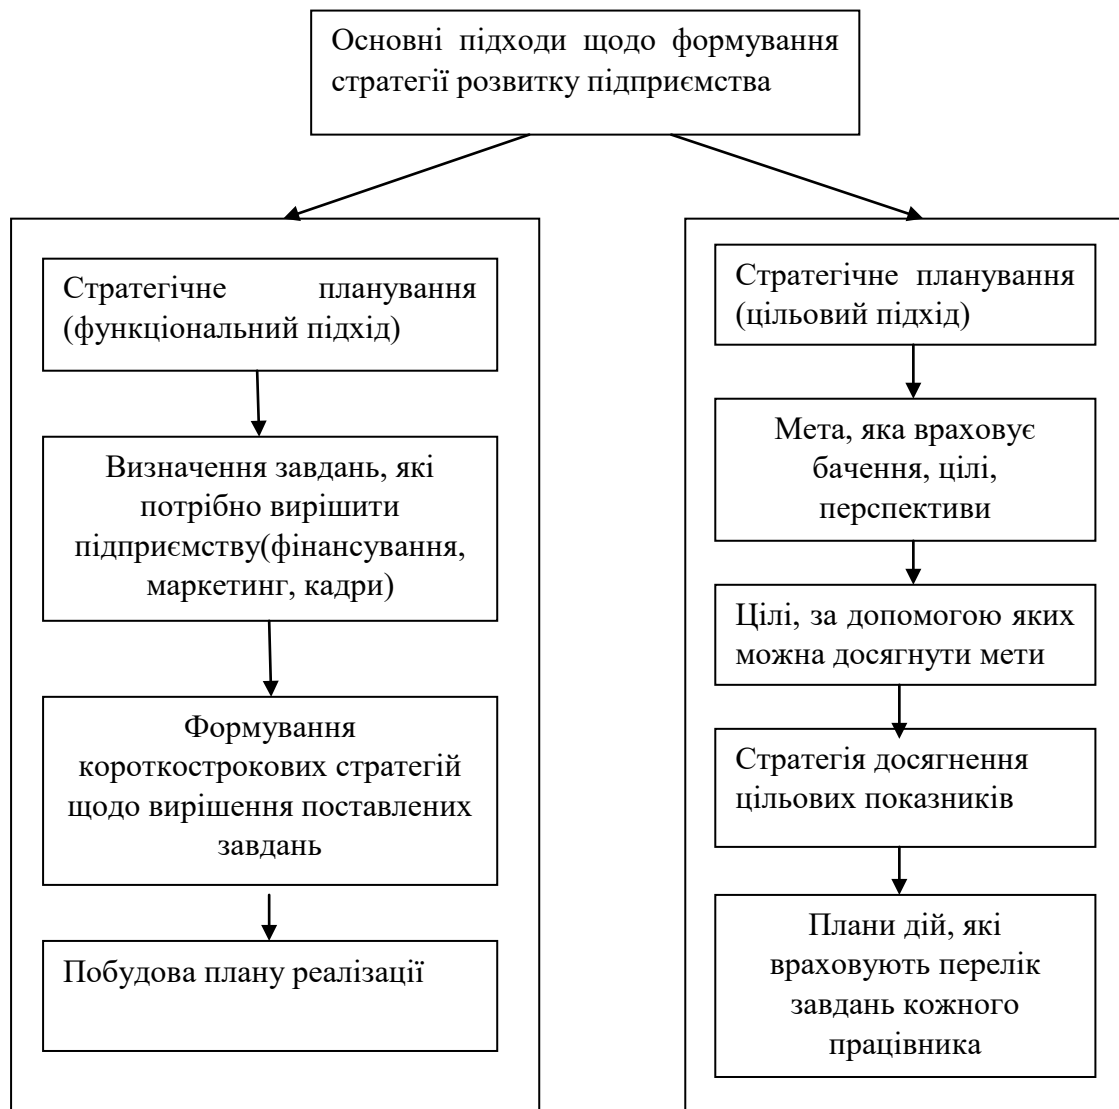 Основні підходи щодо формування
стратегії розвитку підприємства
Стратегічне планування
(функціональний підхід)
Визначення завдань, які
потрібно вирішити
підприємству(фінансування,
маркетинг, кадри)
Формування
короткострокових стратегій
щодо вирішення поставлених
завдань
Побудова плану реалізації
Стратегічне планування
(цільовий підхід)
Мета, яка враховує
бачення, цілі,
перспективи
Цілі, за допомогою яких
можна досягнути мети
Стратегія досягнення
цільових показників
Плани дій, які
враховують перелік
завдань кожного
працівника